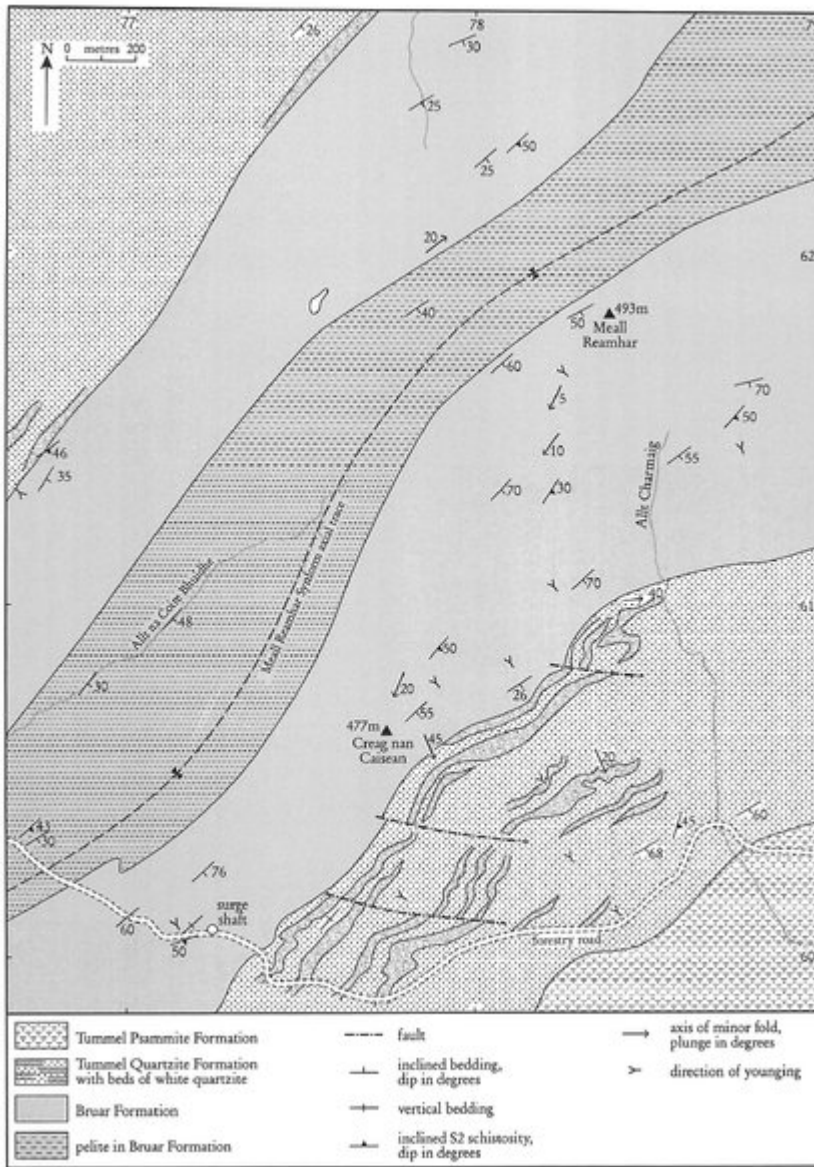 77
78
7
N
0 metres 200
26
30
25
50
25
20
62
40
50
493m
Meall
Reamhar
60
5
70
50
46
35
10
55
70
30
Allt Charmaig
Meall Reamhar Synform axial trace
Allt na Coire Bhuidhe
70
61
40
48
50
30
20
26
55
477m
Creag nan
Caisean
45
70
43
30
45
60
68
76
surge
shaft
60
50
forestry road
60
Tummel Psammite Formation
Tummel Quartzite Formation
with beds of white quartzite
Bruar Formation
pelite in Bruar Formation
fault
inclined bedding,
dip in degrees
vertical bedding
inclined S2 schistosity,
dip in degrees
axis of minor fold,
plunge in degrees
direction of younging